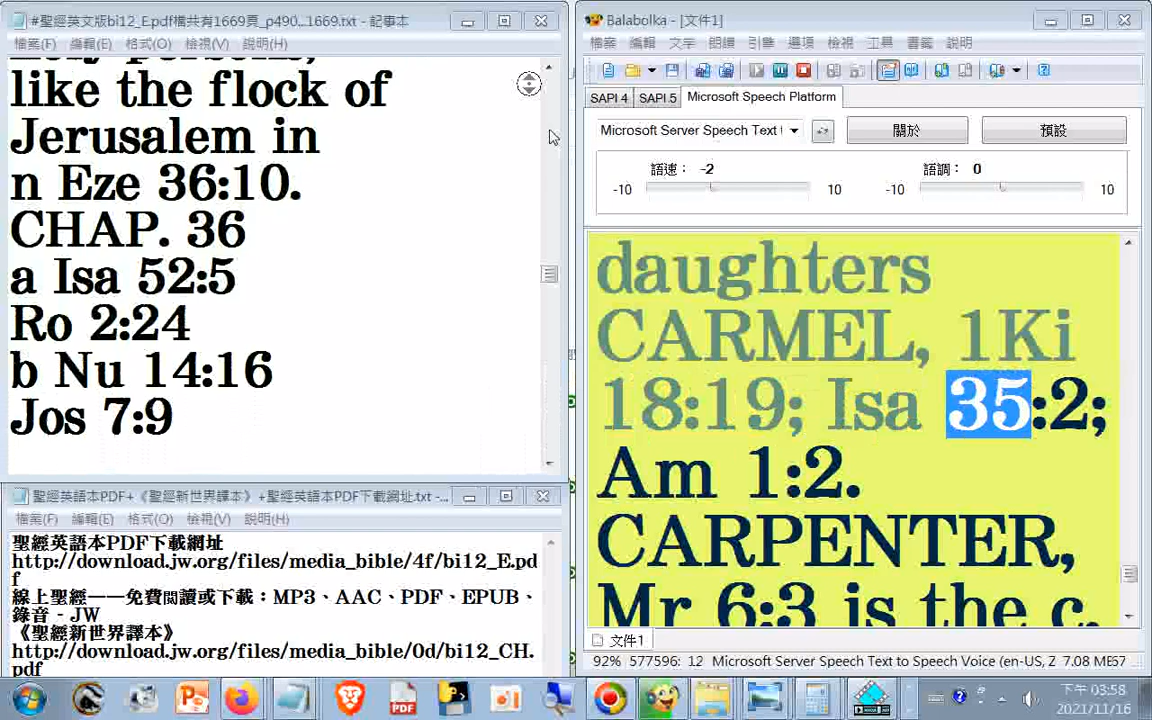 #聖經英文版bi12_E.pdf檔共有1669頁_p490...1669.txt - 記事本
檔案(F) 編輯(E) 格式(O) 檢視(V) 說明(H)
holy persons,
like the flock of
Jerusalem in
n Eze 36:10.
CHAP. 36
a Isa 52:5
Ro 2:24
b Nu 14:16
Jos 7:9
聖經英語本PDF+《聖經新世界譯本》+聖經英語本PDF下載網址.txt -...
檔案(F) 編輯(E) 格式(O) 檢視(V) 說明(H)
聖經英語本PDF下載網址
http://download.jw.org/files/media_bible/4f/bi12_E.pd
f
線上聖經——免費閱讀或下載：MP3、AAC、PDF、EPUB、
錄音 - JW
《聖經新世界譯本》
http://download.jw.org/files/media_bible/0d/bi12_CH.
pdf
Balabolka - [文件1]
檔案 編輯 文字 朗讀 引擎 選項 檢視 工具 書籤 說明
SAPI 4 SAPI 5 Microsoft Speech Platform
Microsoft Server Speech Text t
關於 預設
語速： -2 語調： 0
-10 10 -10 10
daughters
CARMEL, 1Ki
18:19; Isa 35:2;
Am 1:2.
CARPENTER,
Mr 6:3 is the c.
文件1
92% 577596: 12 Microsoft Server Speech Text to Speech Voice (en-US, Z 7.08 ME57
PDF
下午 03:58
2021/11/16